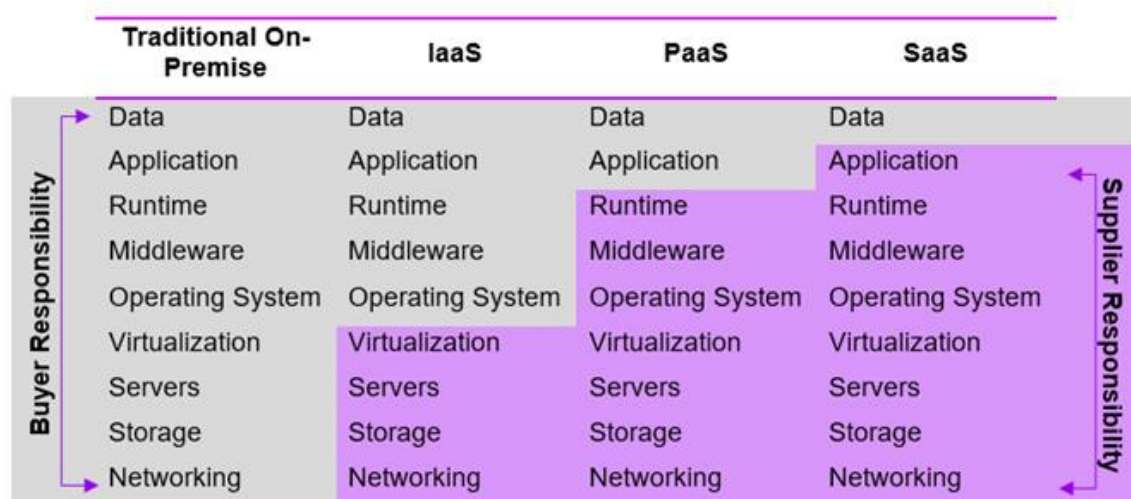 Traditional On-
Premise
IaaS
PaaS
SaaS
Buyer Responsibility
Data Data Data Data
Application Application Application Application
Runtime Runtime Runtime Runtime
Middleware Middleware Middleware Middleware
Operating System Operating System Operating System Operating System
Virtualization Virtualization Virtualization Virtualization
Servers Servers Servers Servers
Storage Storage Storage Storage
Networking Networking Networking Networking
Supplier Responsibility